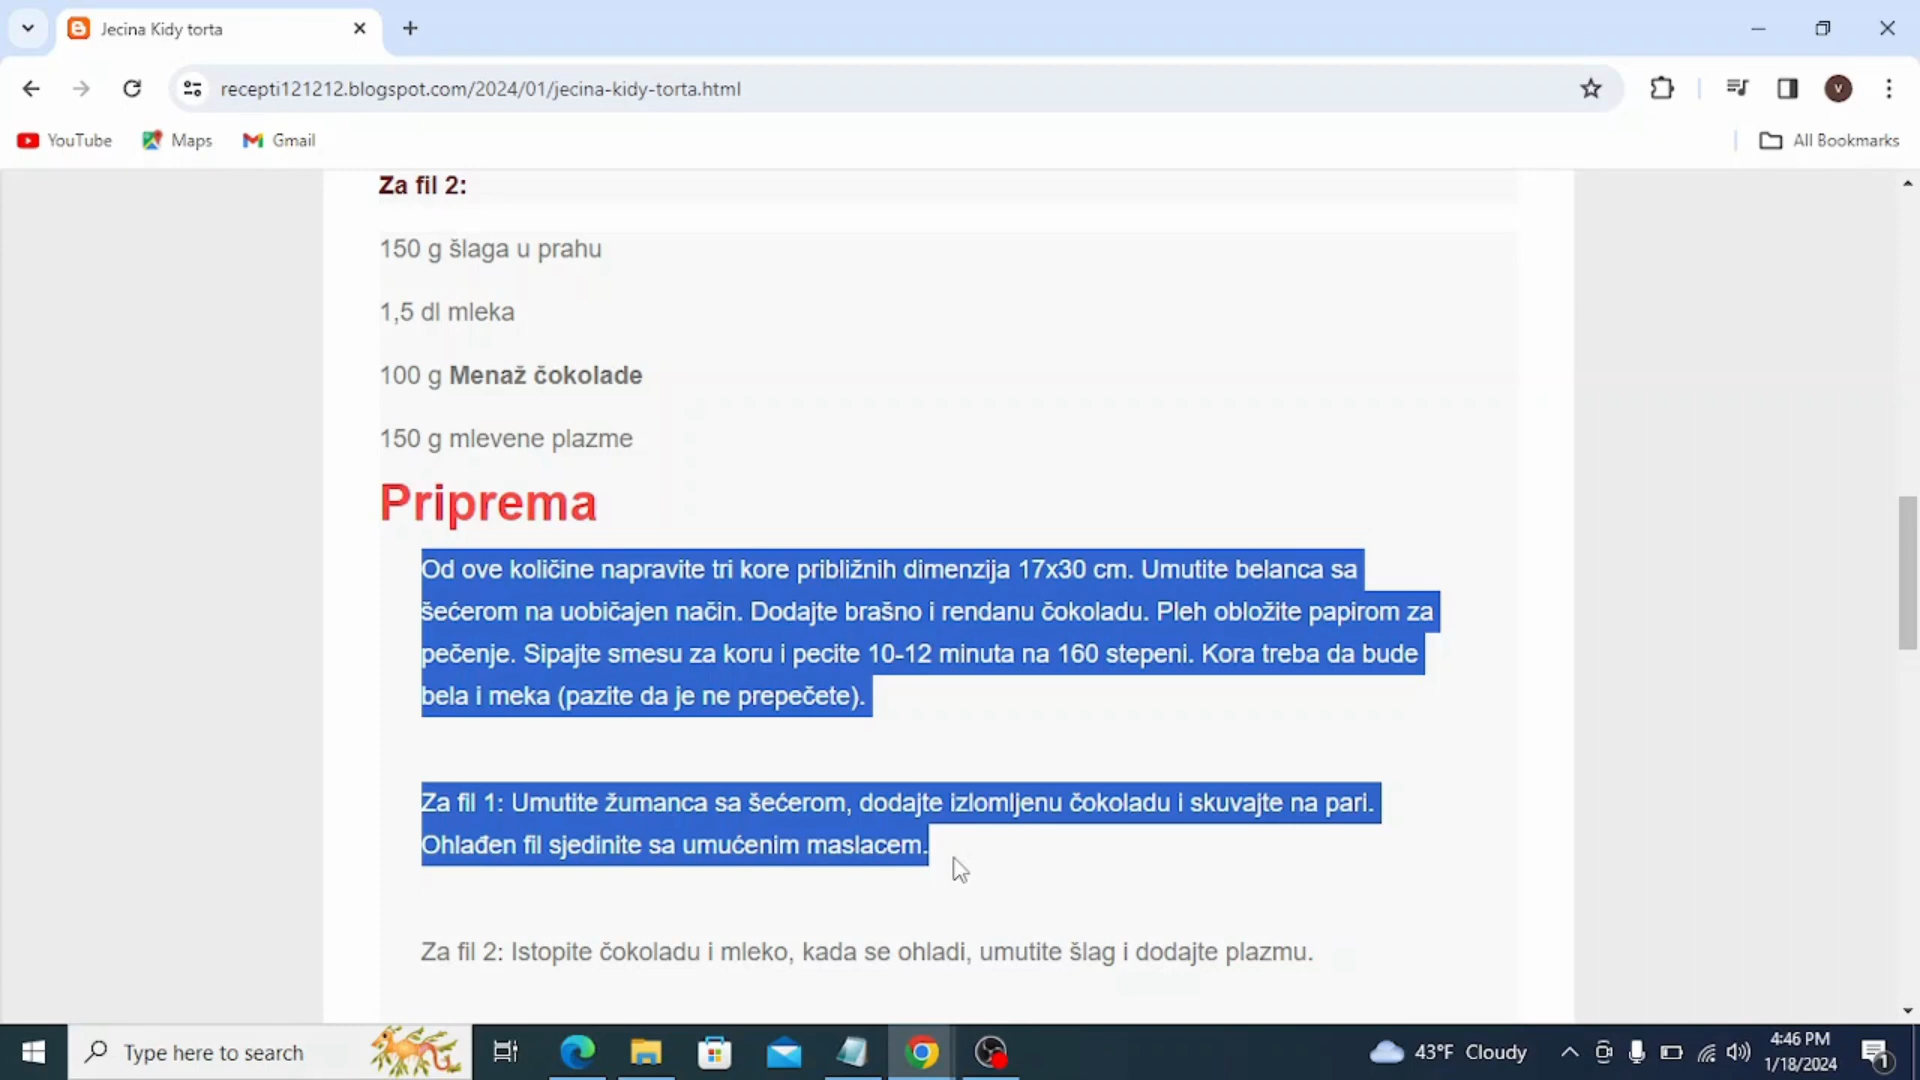 Jecina Kidy torta
recepti121212.blogspot.com/2024/01/jecina-kidy-torta.html
V
YouTube Maps Gmail All Bookmarks
Za fil 2:
150 g šlaga u prahu
1,5 dl mleka
100 g Menaž čokolade
150 g mlevene plazme
Priprema
Od ove količine napravite tri kore približnih dimenzija 17x30 cm. Umutite belanca sa
šećerom na uobičajen način. Dodajte brašno i rendanu čokoladu. Pleh obložite papirom za
pečenje. Sipajte smesu za koru i pecite 10-12 minuta na 160 stepeni. Kora treba da bude
bela i meka (pazite da je ne prepečete).
Za fil 1: Umutite žumanca sa šećerom, dodajte izlomljenu čokoladu i skuvajte na pari.
Ohlađen fil sjedinite sa umućenim maslacem.
Za fil 2: Istopite čokoladu i mleko, kada se ohladi, umutite šlag i dodajte plazmu.
Type here to search
43°F Cloudy
4:46 PM
1/18/2024
1